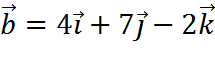 b⃗ = 4i⃗ + 7j⃗ − 2k⃗